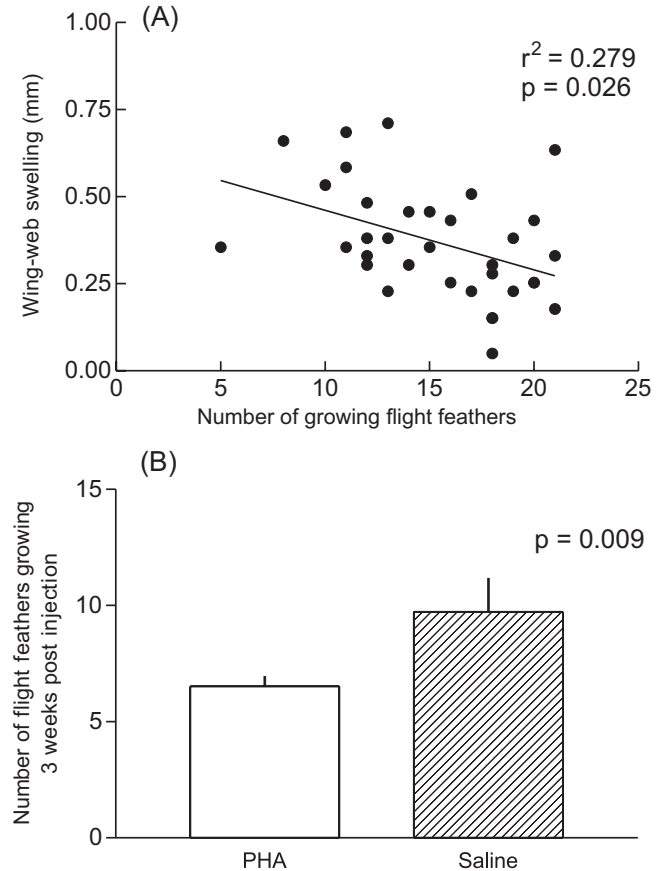 (A)
1.00
0.75
0.50
0.25
0.00
Wing-web swelling (mm)
r² = 0.279
p = 0.026
0 5 10 15 20 25
Number of growing flight feathers
(B)
15
10
5
0
Number of flight feathers growing
3 weeks post injection
p = 0.009
PHA Saline